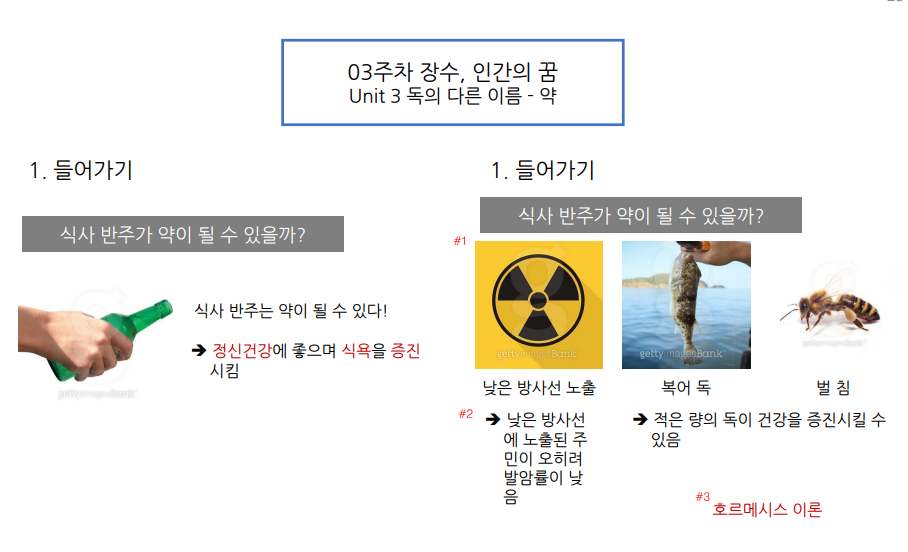 03주차 장수, 인간의 꿈
Unit 3 독의 다른 이름 - 약
1. 들어가기
식사 반주가 약이 될 수 있을까?
gettyimagesBank
식사 반주는 약이 될 수 있다!
➔ 정신건강에 좋으며 식욕을 증진
시킴
1. 들어가기
식사 반주가 약이 될 수 있을까?
#1
gettyimagesBank
gettyimagesBank
gettyimagesBank
낮은 방사선 노출
복어 독
벌 침
#2
➔ 낮은 방사선
에 노출된 주
민이 오히려
발암률이 낮
음
➔ 적은 량의 독이 건강을 증진시킬 수
있음
#3
호르메시스 이론